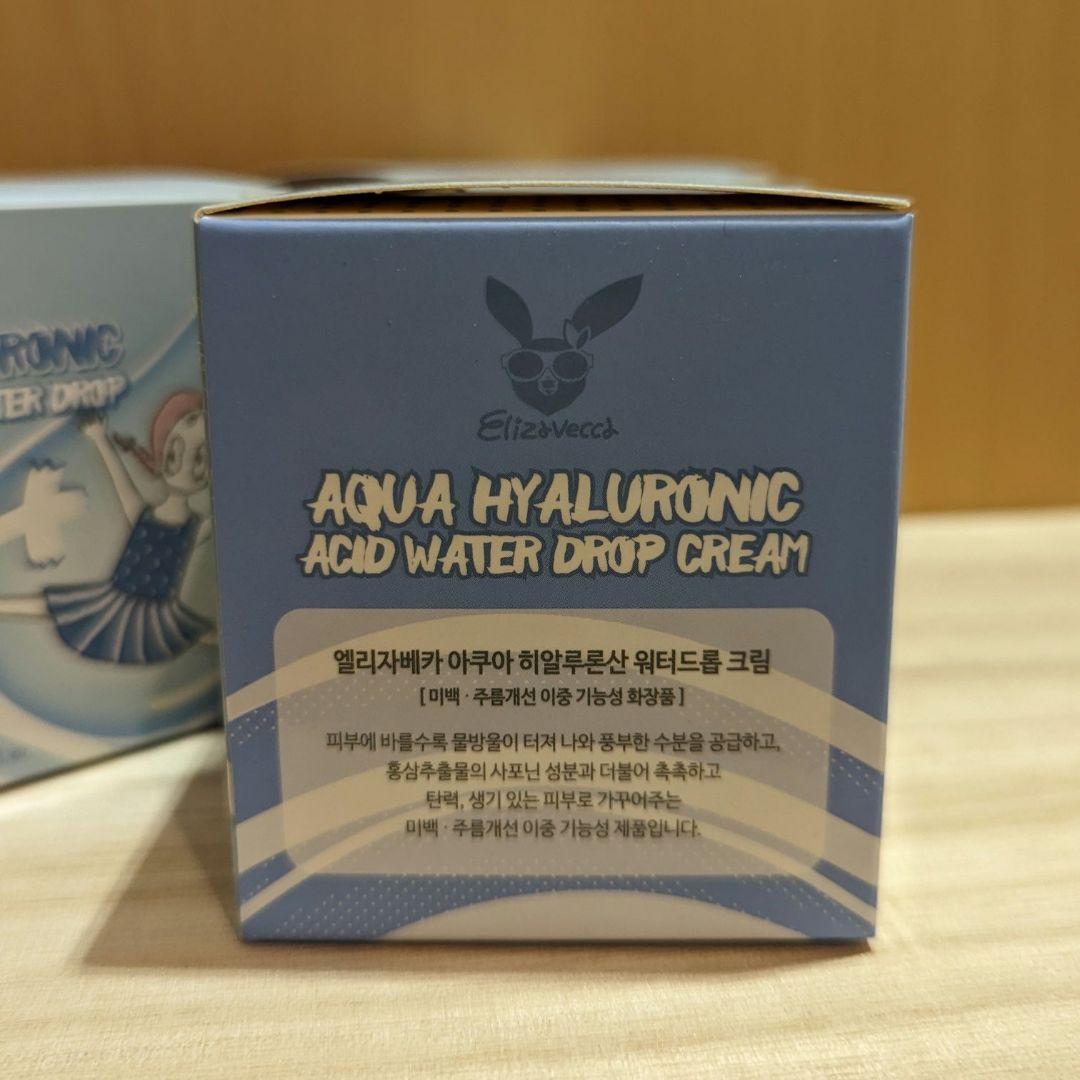 Elizavecca
AQUA HYALURONIC
ACID WATER DROP CREAM
엘리자베카 아쿠아 히알루론산 워터드롭 크림
[ 미백 · 주름개선 이중 기능성 화장품 ]
피부에 바를수록 물방울이 터져 나와 풍부한 수분을 공급하고,
홍삼추출물의 사포닌 성분과 더불어 촉촉하고
탄력, 생기 있는 피부로 가꾸어주는
미백 · 주름개선 이중 기능성 제품입니다.
RONIC
TER DROP